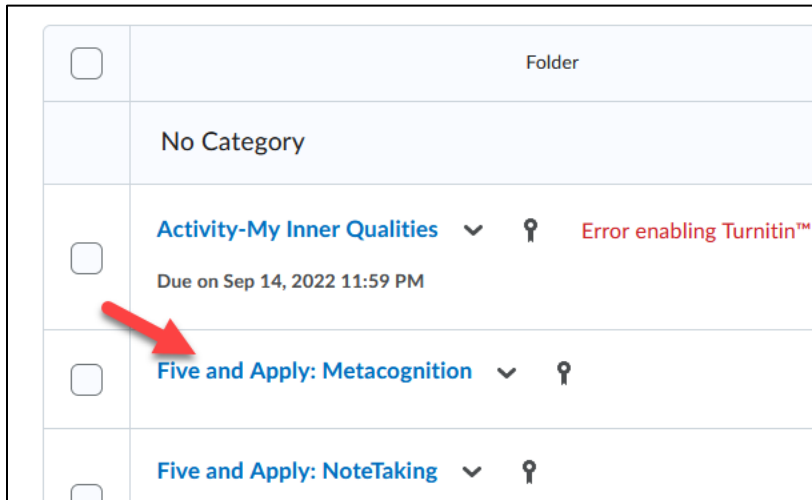 Folder
No Category
Activity-My Inner Qualities Error enabling Turnitin™
Due on Sep 14, 2022 11:59 PM
Five and Apply: Metacognition
Five and Apply: NoteTaking